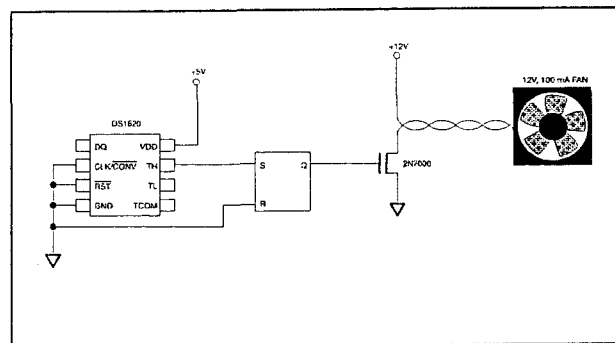 +12V
+5V
12V, 100 mA FAN
DS1620
DQ VDD
CLK/CONV TH
RST TL
GND TCOM
S Q
R
2N7000